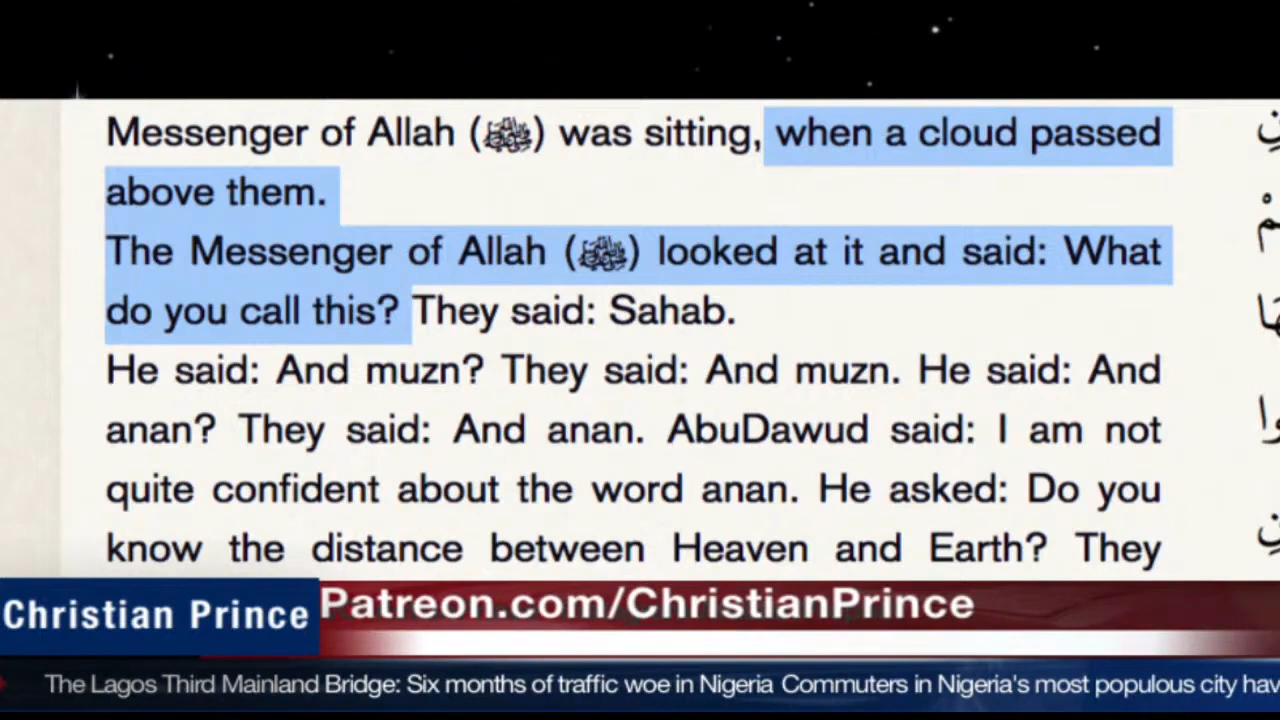 Messenger of Allah (ﷺ) was sitting, when a cloud passed
above them.
The Messenger of Allah (ﷺ) looked at it and said: What
do you call this? They said: Sahab.
He said: And muzn? They said: And muzn. He said: And
anan? They said: And anan. AbuDawud said: I am not
quite confident about the word anan. He asked: Do you
know the distance between Heaven and Earth? They
Christian Prince
Patreon.com/ChristianPrince
The Lagos Third Mainland Bridge: Six months of traffic woe in Nigeria Commuters in Nigeria's most populous city hav